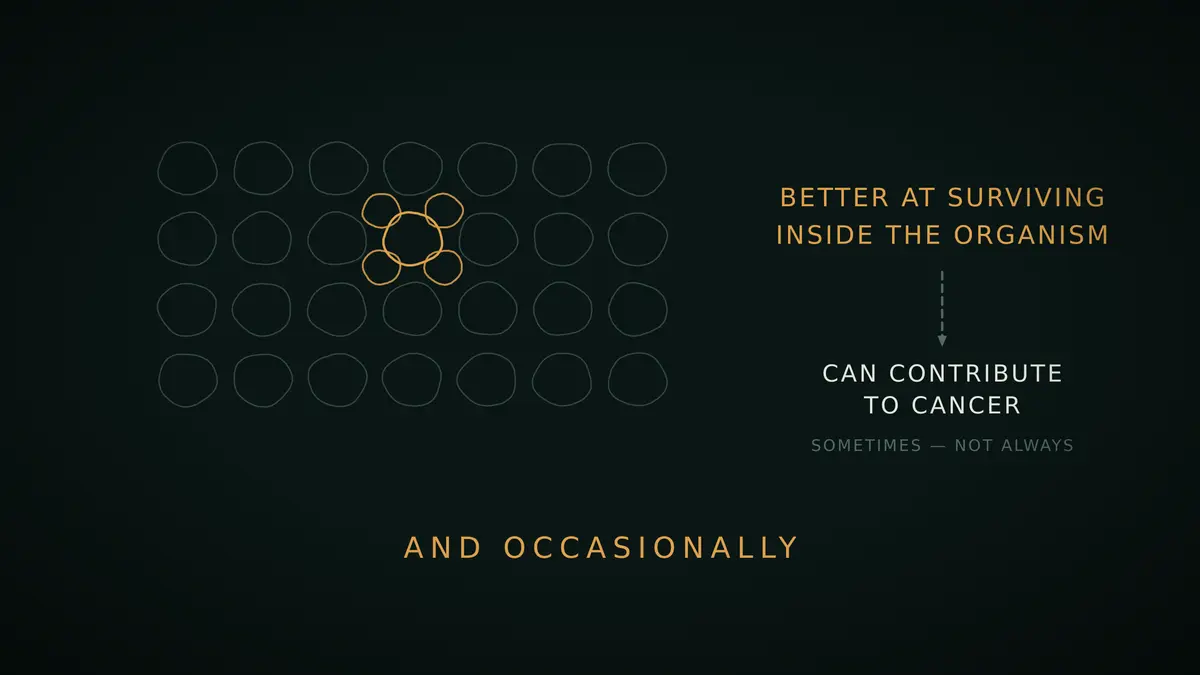 BETTER AT SURVIVING
INSIDE THE ORGANISM
CAN CONTRIBUTE
TO CANCER
SOMETIMES — NOT ALWAYS
AND OCCASIONALLY